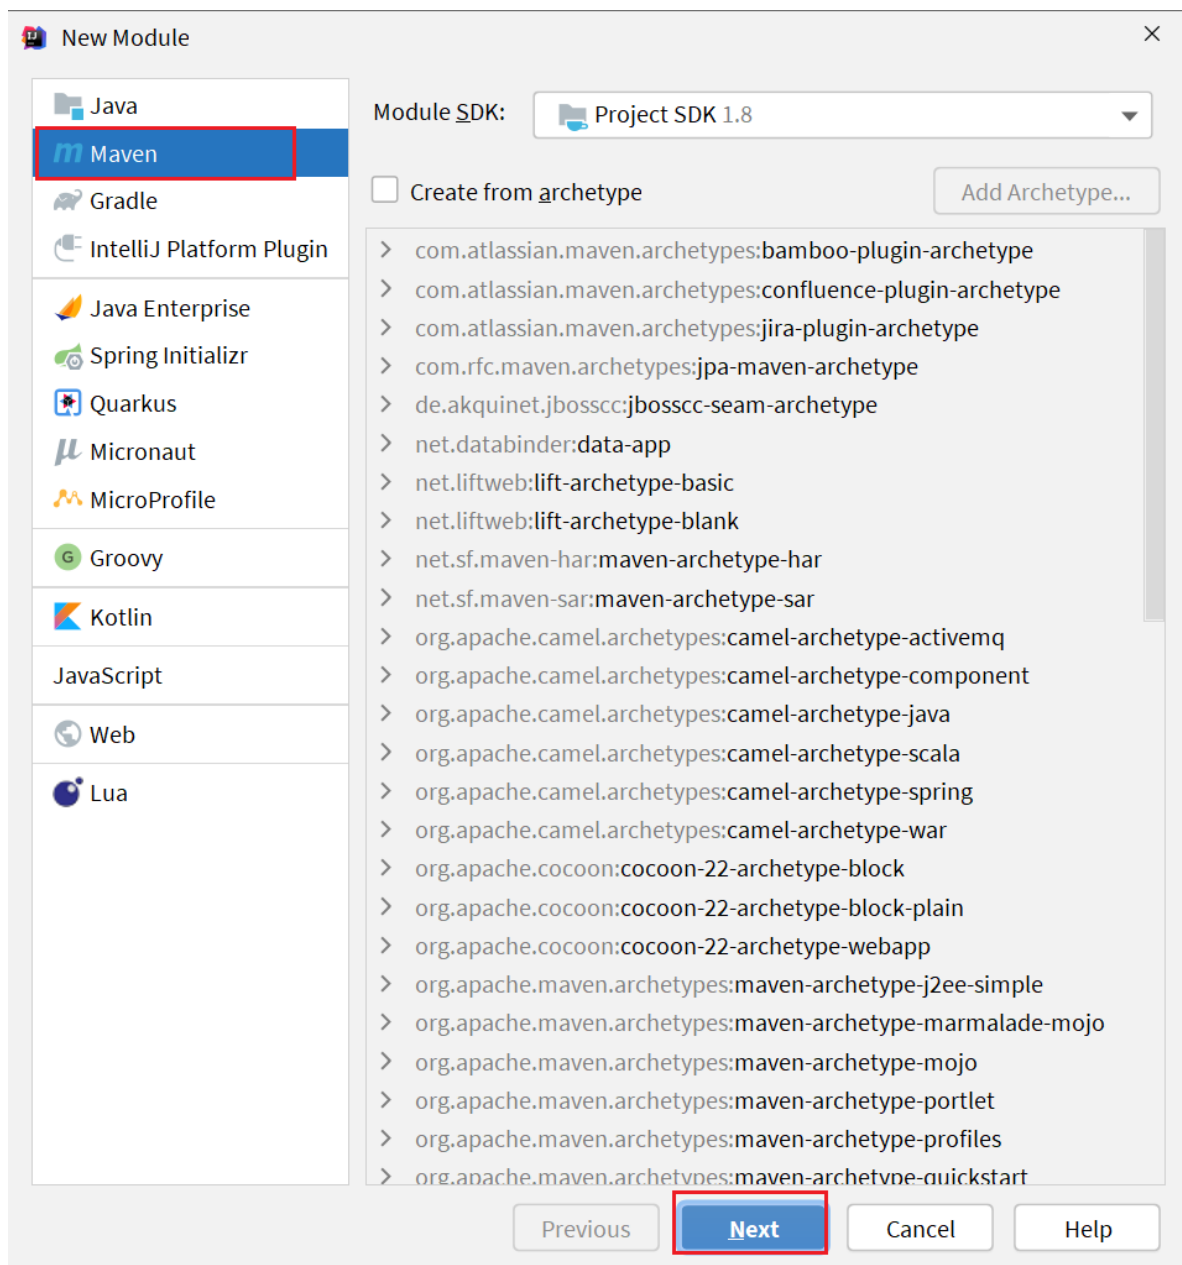 New Module
Java
Maven
Gradle
IntelliJ Platform Plugin
Java Enterprise
Spring Initializr
Quarkus
Micronaut
MicroProfile
Groovy
Kotlin
JavaScript
Web
Lua
Module SDK: Project SDK 1.8
Create from archetype Add Archetype...
com.atlassian.maven.archetypes:bamboo-plugin-archetype
com.atlassian.maven.archetypes:confluence-plugin-archetype
com.atlassian.maven.archetypes:jira-plugin-archetype
com.rfc.maven.archetypes:jpa-maven-archetype
de.akquinet.jbosscc:jbosscc-seam-archetype
net.databinder:data-app
net.liftweb:lift-archetype-basic
net.liftweb:lift-archetype-blank
net.sf.maven-har:maven-archetype-har
net.sf.maven-sar:maven-archetype-sar
org.apache.camel.archetypes:camel-archetype-activemq
org.apache.camel.archetypes:camel-archetype-component
org.apache.camel.archetypes:camel-archetype-java
org.apache.camel.archetypes:camel-archetype-scala
org.apache.camel.archetypes:camel-archetype-spring
org.apache.camel.archetypes:camel-archetype-war
org.apache.cocoon:cocoon-22-archetype-block
org.apache.cocoon:cocoon-22-archetype-block-plain
org.apache.cocoon:cocoon-22-archetype-webapp
org.apache.maven.archetypes:maven-archetype-j2ee-simple
org.apache.maven.archetypes:maven-archetype-marmalade-mojo
org.apache.maven.archetypes:maven-archetype-mojo
org.apache.maven.archetypes:maven-archetype-portlet
org.apache.maven.archetypes:maven-archetype-profiles
org.apache.maven.archetypes:maven-archetype-quickstart
Previous Next Cancel Help